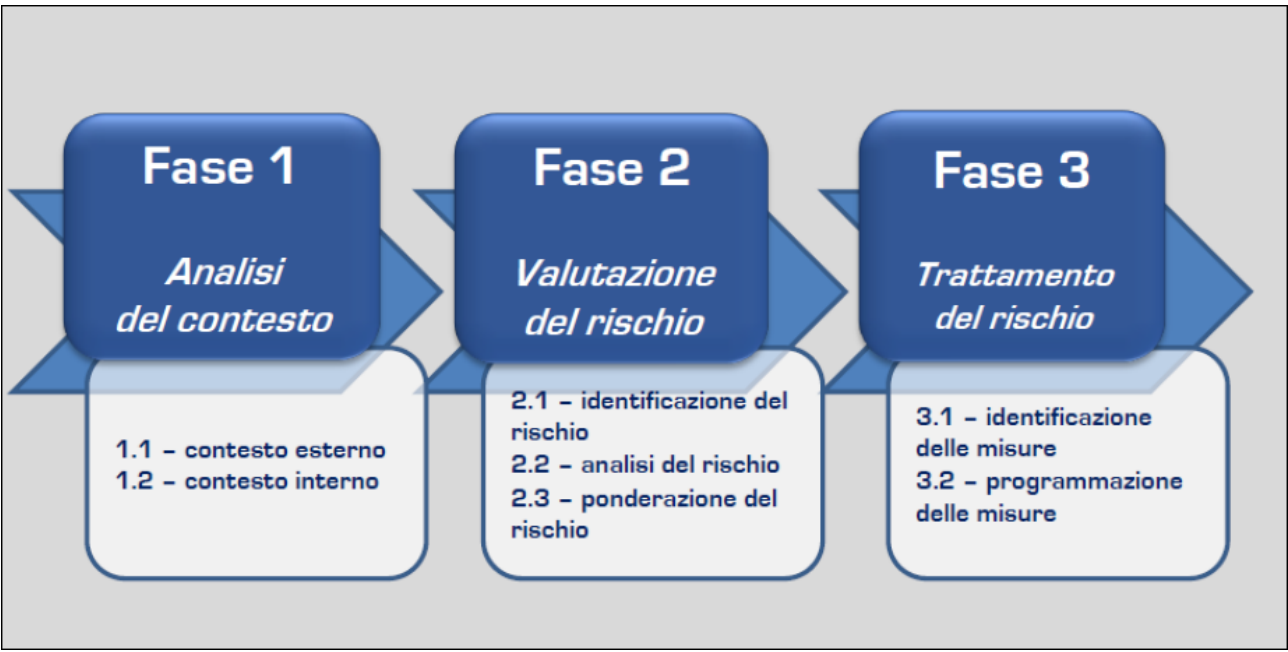 Fase 1
Analisi
del contesto
1.1 – contesto esterno
1.2 – contesto interno
Fase 2
Valutazione
del rischio
2.1 – identificazione del
rischio
2.2 – analisi del rischio
2.3 – ponderazione del
rischio
Fase 3
Trattamento
del rischio
3.1 – identificazione
delle misure
3.2 – programmazione
delle misure